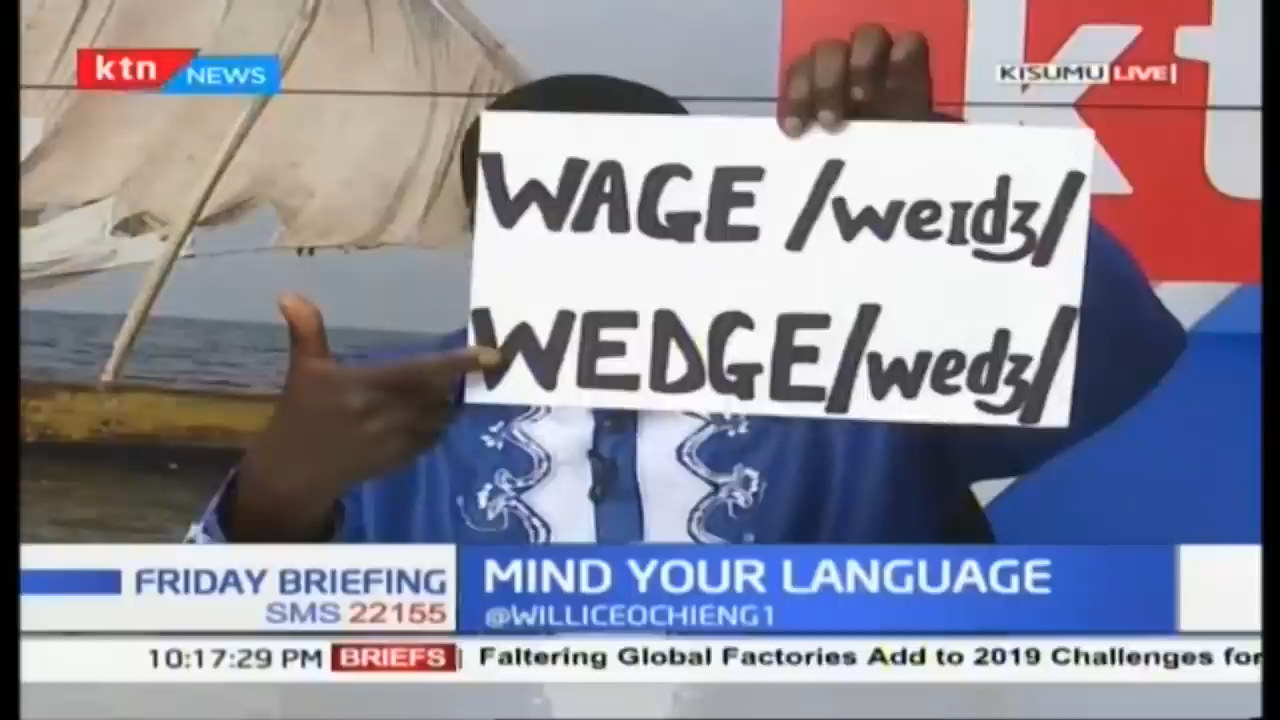 ktn NEWS
KISUMU LIVE
kt
WAGE /weɪdʒ/
WEDGE/wedʒ/
FRIDAY BRIEFING
SMS 22155
MIND YOUR LANGUAGE
@WILLICEOCHIENG1
10:17:29 PM BRIEFS Faltering Global Factories Add to 2019 Challenges for